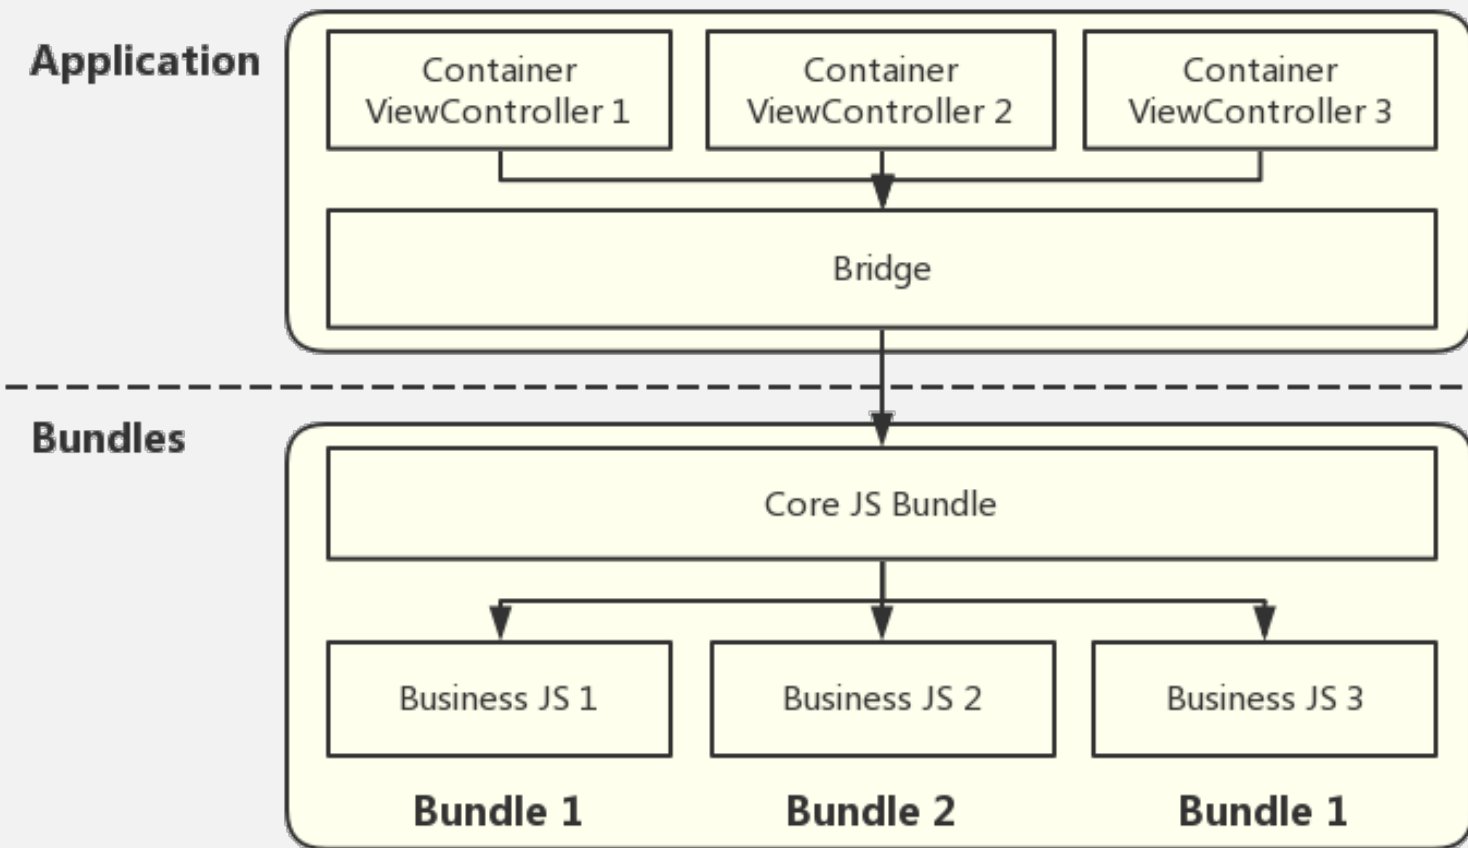 Application
Container
ViewController 1
Container
ViewController 2
Container
ViewController 3
Bridge
Bundles
Core JS Bundle
Business JS 1
Business JS 2
Business JS 3
Bundle 1
Bundle 2
Bundle 1